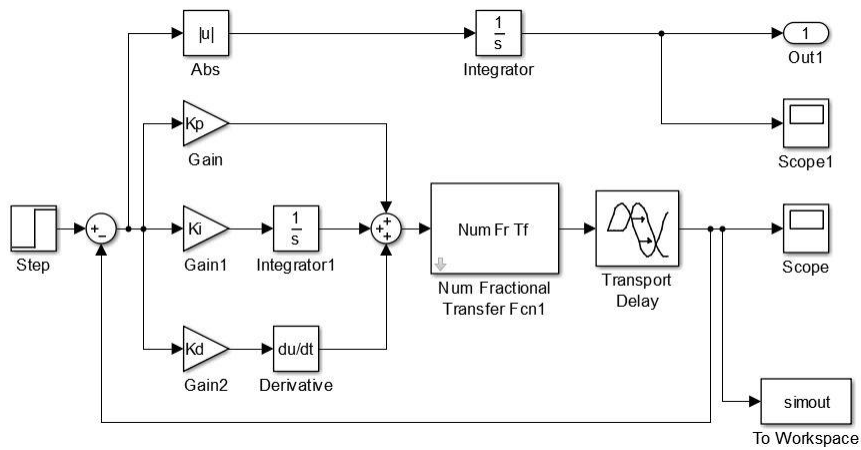 |u|
Abs
1
s
Integrator
1
Out1
Scope1
Kp
Gain
Step
+
−
Ki
Gain1
1
s
Integrator1
+
+
+
Num Fr Tf
Num Fractional
Transfer Fcn1
Transport
Delay
Scope
Kd
Gain2
du/dt
Derivative
simout
To Workspace